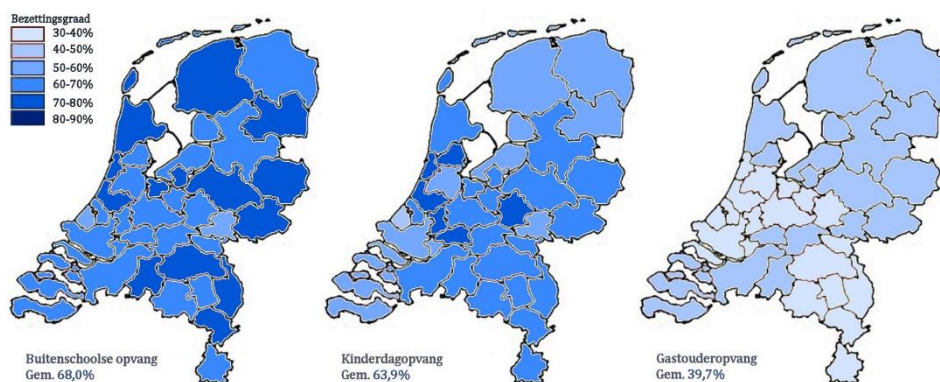 Bezettingsgraad
30-40%
40-50%
50-60%
60-70%
70-80%
80-90%
Buitenschoolse opvang
Gem. 68,0%
Kinderdagopvang
Gem. 63,9%
Gastouderopvang
Gem. 39,7%